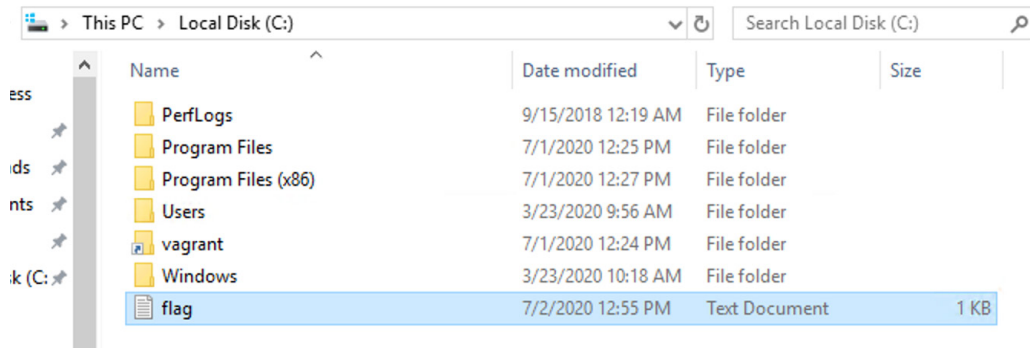 This PC > Local Disk (C:) Search Local Disk (C:)
Name Date modified Type Size
ess
PerfLogs 9/15/2018 12:19 AM File folder
Program Files 7/1/2020 12:25 PM File folder
ds
Program Files (x86) 7/1/2020 12:27 PM File folder
nts Users 3/23/2020 9:56 AM File folder
vagrant 7/1/2020 12:24 PM File folder
k (C: Windows 3/23/2020 10:18 AM File folder
flag 7/2/2020 12:55 PM Text Document 1 KB